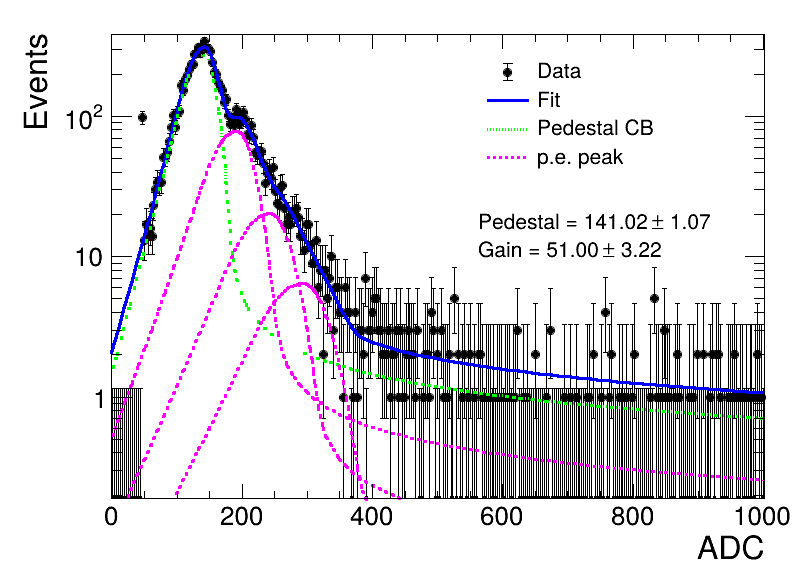 Events
10²
10
1
Data
Fit
Pedestal CB
p.e. peak
Pedestal = 141.02 ± 1.07
Gain = 51.00 ± 3.22
0 200 400 600 800 1000
ADC